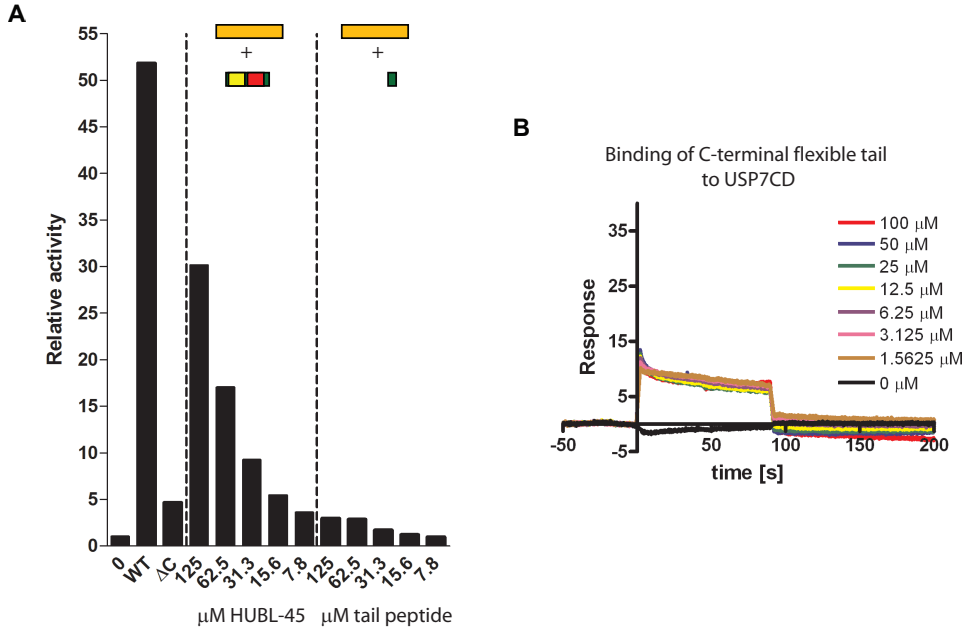 A
Relative activity
55
50
45
40
35
30
25
20
15
10
5
0
+
+
0
WT
ΔC
125
62.5
31.3
15.6
7.8
125
62.5
31.3
15.6
7.8
μM HUBL-45
μM tail peptide
B
Binding of C-terminal flexible tail
to USP7CD
Response
35
25
15
5
-5
-50
50
100
150
200
time [s]
100 μM
50 μM
25 μM
12.5 μM
6.25 μM
3.125 μM
1.5625 μM
0 μM